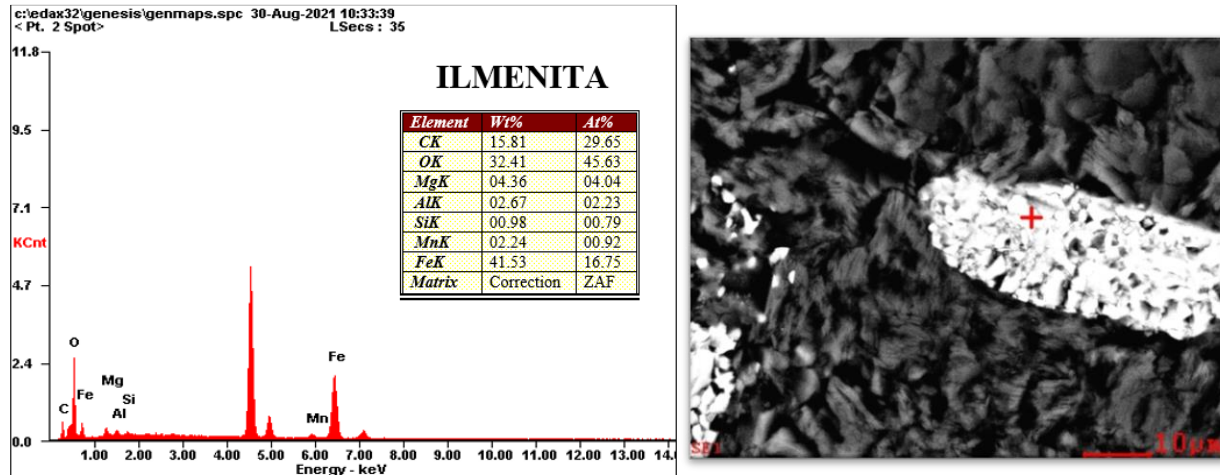 c:\edax32\genesis\genmaps.spc 30-Aug-2021 10:33:39
< Pt. 2 Spot> LSecs : 35
11.8
9.5
7.1
KCnt
4.7
2.4
0.0
ILMENITA
Element Wt% At%
CK 15.81 29.65
OK 32.41 45.63
MgK 04.36 04.04
AlK 02.67 02.23
SiK 00.98 00.79
MnK 02.24 00.92
FeK 41.53 16.75
Matrix Correction ZAF
C
O
Fe
Mg
Al
Si
Mn
Fe
1.00 2.00 3.00 4.00 5.00 6.00 7.00 8.00 9.00 10.00 11.00 12.00 13.00 14.0
Energy - keV
SE1
10µm